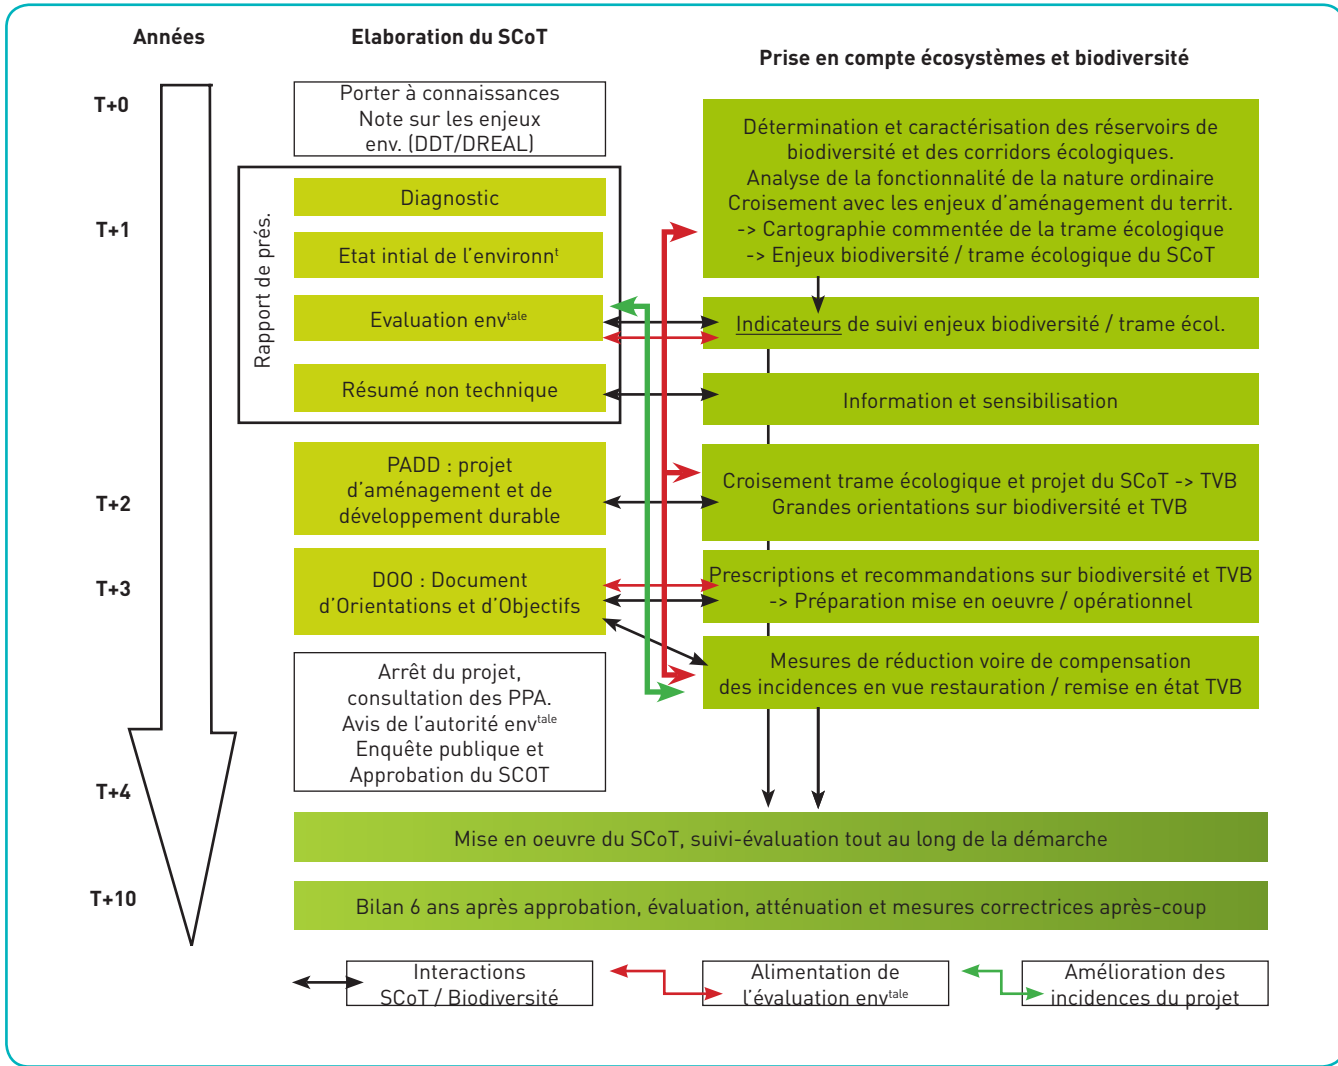 Années
Elaboration du SCoT
Prise en compte écosystèmes et biodiversité
T+0
T+1
T+2
T+3
T+4
T+10
Porter à connaissances
Note sur les enjeux
env. (DDT/DREAL)
Rapport de prés.
Diagnostic
Etat intial de l'environnt
Evaluation envtale
Résumé non technique
PADD : projet
d'aménagement et de
développement durable
DOO : Document
d'Orientations et d'Objectifs
Arrêt du projet,
consultation des PPA.
Avis de l'autorité envtale
Enquête publique et
Approbation du SCOT
Détermination et caractérisation des réservoirs de
biodiversité et des corridors écologiques.
Analyse de la fonctionnalité de la nature ordinaire
Croisement avec les enjeux d'aménagement du territ.
-> Cartographie commentée de la trame écologique
-> Enjeux biodiversité / trame écologique du SCoT
Indicateurs de suivi enjeux biodiversité / trame écol.
Information et sensibilisation
Croisement trame écologique et projet du SCoT -> TVB
Grandes orientations sur biodiversité et TVB
Prescriptions et recommandations sur biodiversité et TVB
-> Préparation mise en oeuvre / opérationnel
Mesures de réduction voire de compensation
des incidences en vue restauration / remise en état TVB
Mise en oeuvre du SCoT, suivi-évaluation tout au long de la démarche
Bilan 6 ans après approbation, évaluation, atténuation et mesures correctrices après-coup
Interactions
SCoT / Biodiversité
Alimentation de
l'évaluation envtale
Amélioration des
incidences du projet